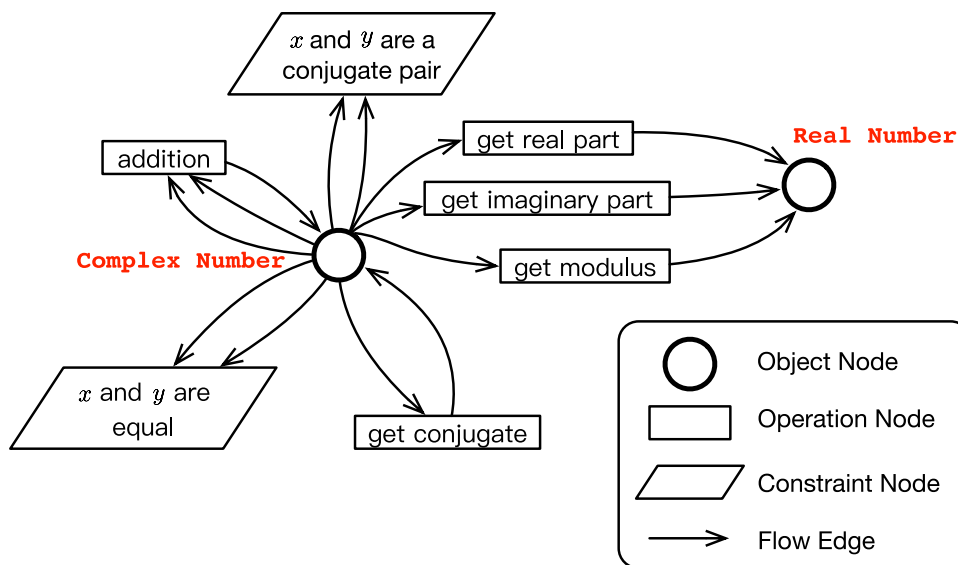 x and y are a
conjugate pair
get real part
Real Number
addition
get imaginary part
Complex Number
get modulus
x and y are
equal
get conjugate
Object Node
Operation Node
Constraint Node
Flow Edge